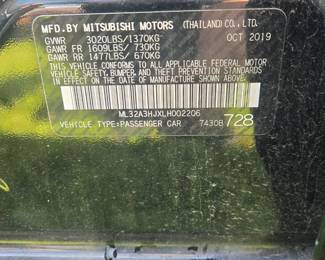 MFD.BY MITSUBISHI MOTORS (THAILAND) CO., LTD.
GVWR 3020LBS/1370KG OCT 2019
GAWR FR 1609LBS/ 730KG
GAWR RR 1477LBS/ 670KG
THIS VEHICLE CONFORMS TO ALL APPLICABLE FEDERAL MOTOR
VEHICLE SAFETY, BUMPER, AND THEFT PREVENTION STANDARDS
IN EFFECT ON THE DATE OF MANUFACTURE SHOWN ABOVE.
ML32A3HJXLH002206
VEHICLE TYPE:PASSENGER CAR 7430B 728